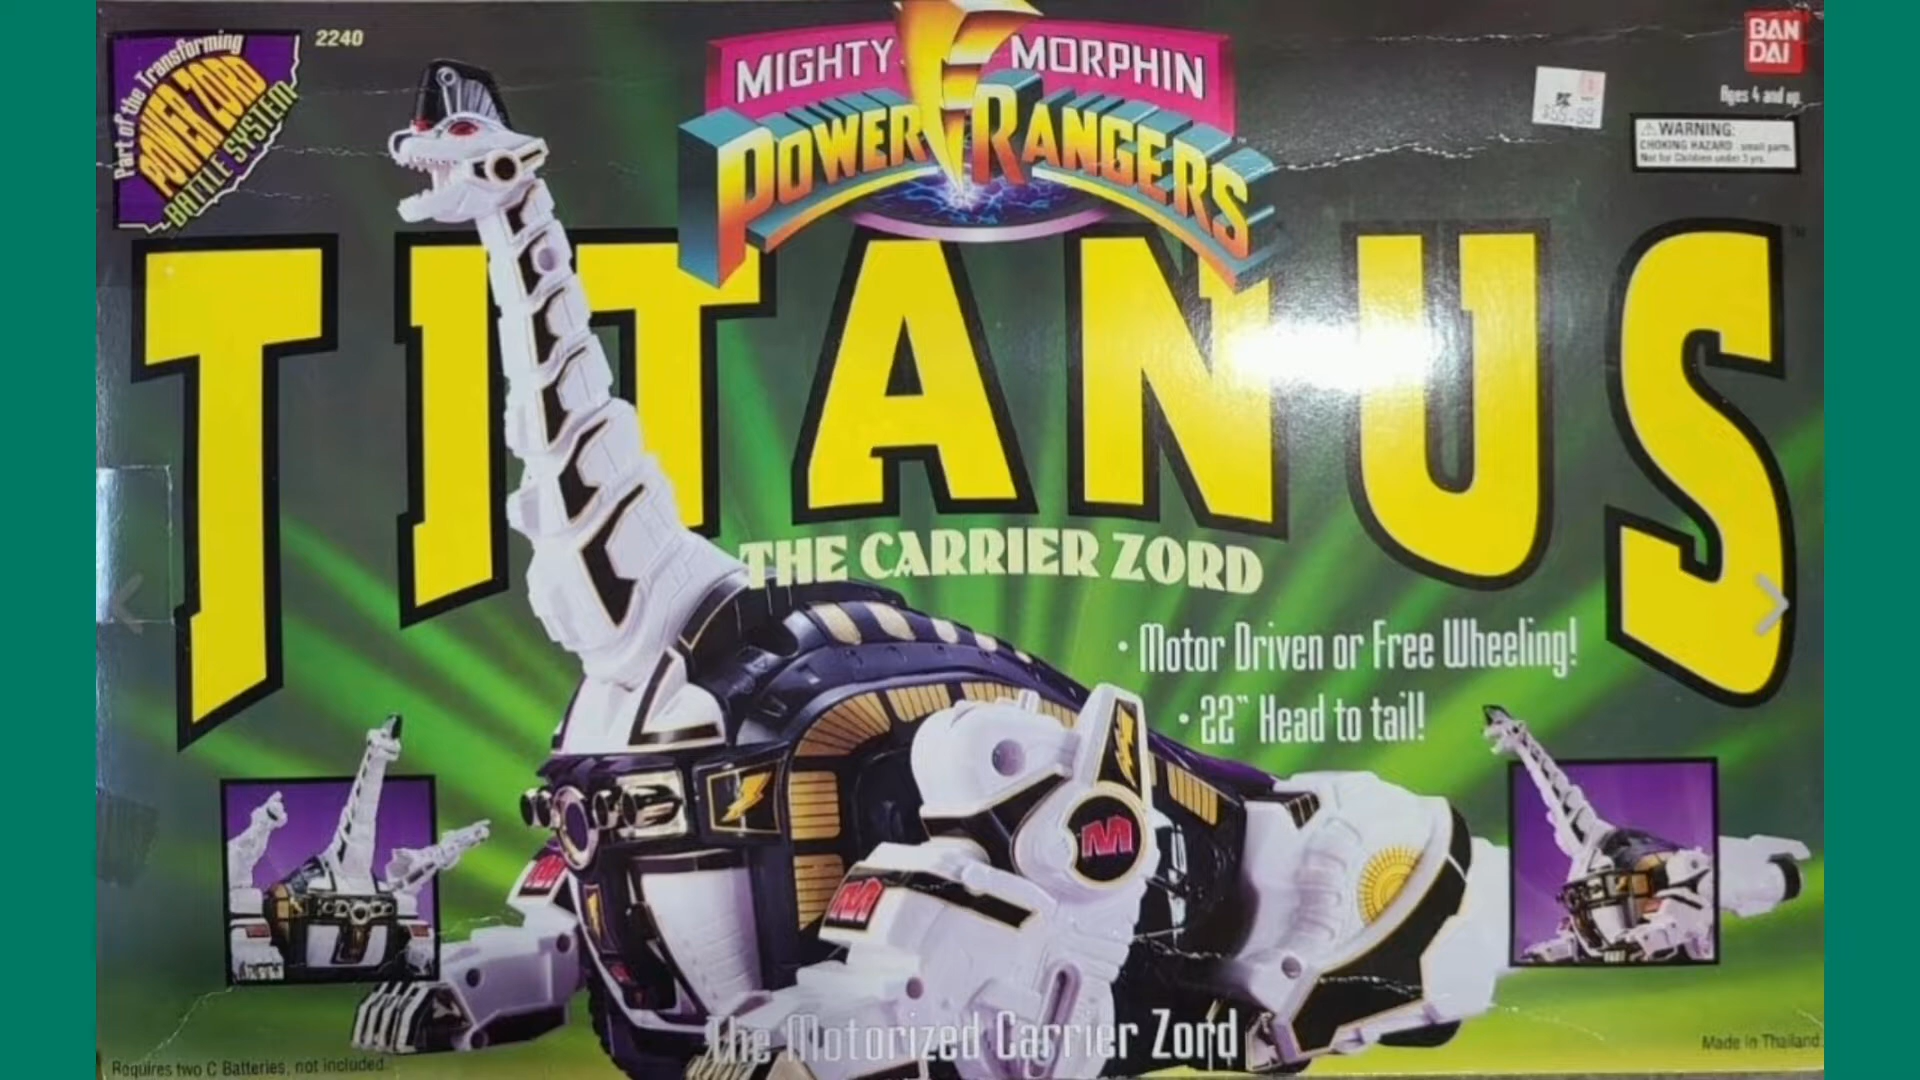 Part of the Transforming
POWER ZORD
BATTLE SYSTEM
2240
MIGHTY MORPHIN
POWER RANGERS
BAN
DAI
Ages 4 and up.
$59.99
⚠ WARNING:
CHOKING HAZARD small parts.
Not for Children under 3 yrs.
TITANUS
THE CARRIER ZORD
• Motor Driven or Free Wheeling!
• 22" Head to tail!
M
M
M
The Motorized Carrier Zord
Requires two C Batteries, not included.
Made in Thailand